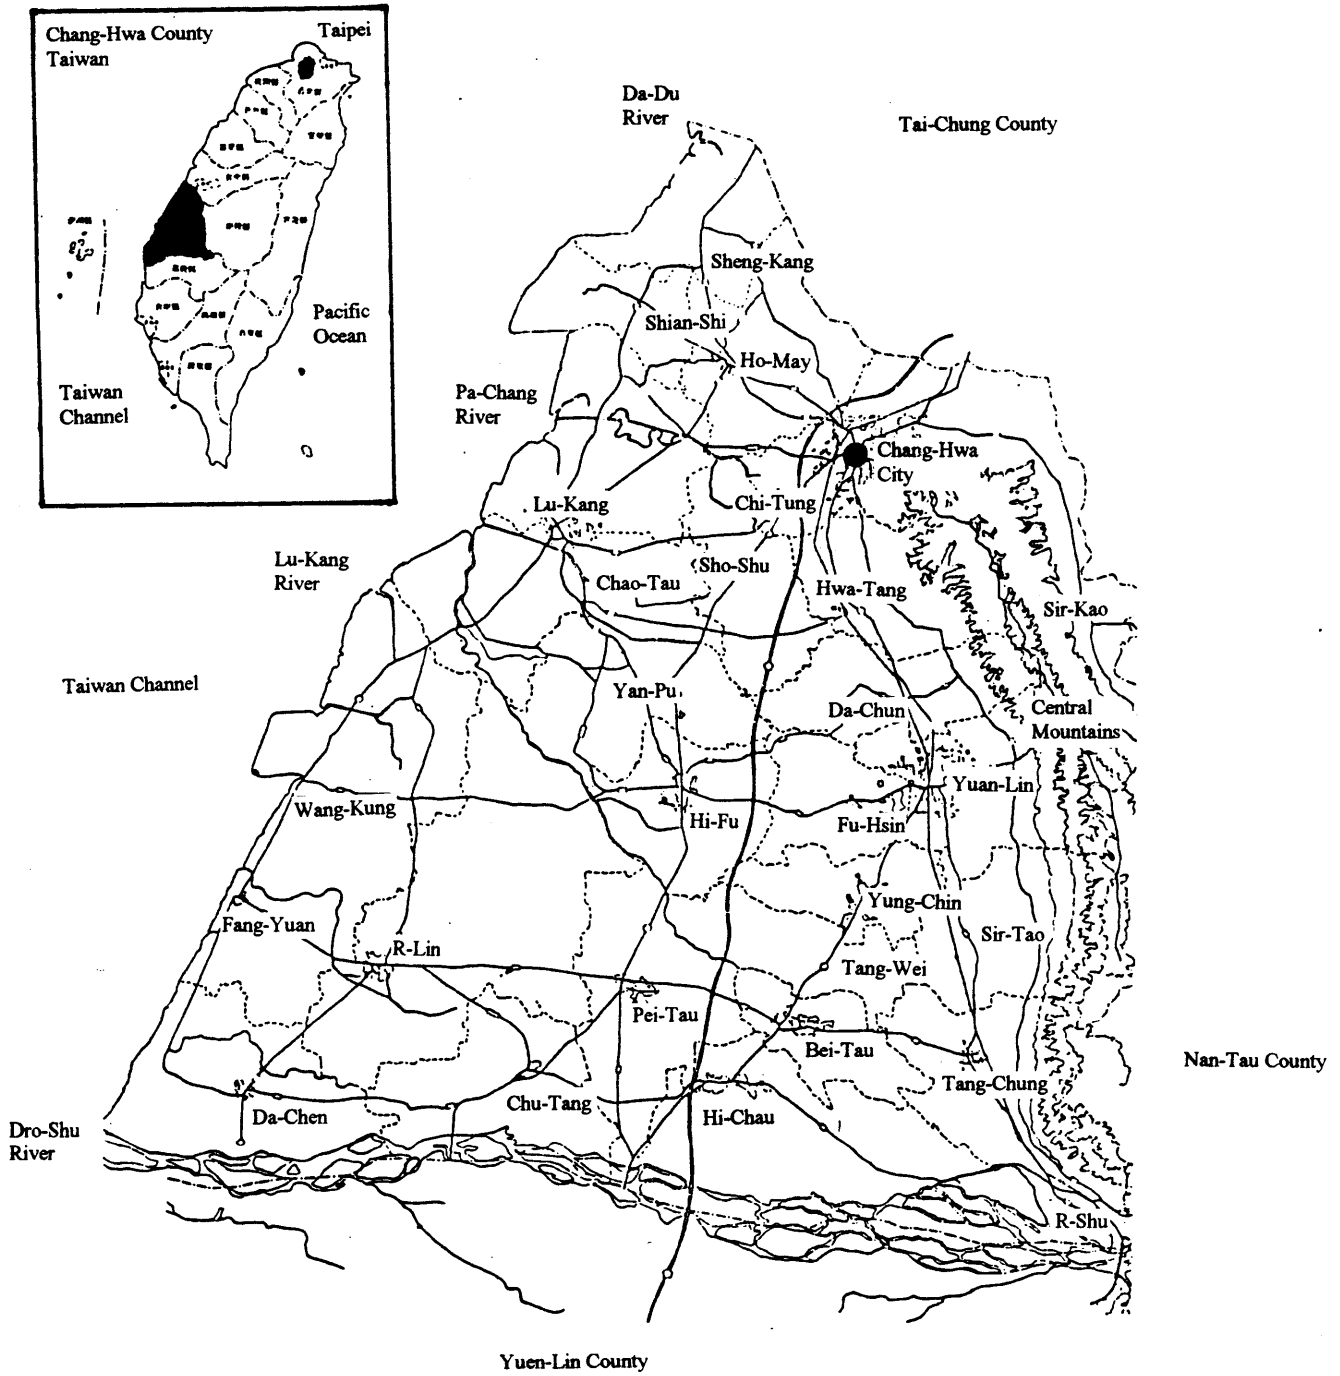 Chang-Hwa County
Taiwan
Taipei
Pacific
Ocean
Taiwan
Channel
Da-Du
River
Tai-Chung County
Sheng-Kang
Shian-Shi
Ho-May
Pa-Chang
River
Chang-Hwa
City
Lu-Kang
Chi-Tung
Lu-Kang
River
Sho-Shu
Chao-Tau
Hwa-Tang
Sir-Kao
Taiwan Channel
Yan-Pu
Da-Chun
Central
Mountains
Yuan-Lin
Wang-Kung
Hi-Fu
Fu-Hsin
Yung-Chin
Fang-Yuan
R-Lin
Sir-Tao
Tang-Wei
Pei-Tau
Bei-Tau
Nan-Tau County
Tang-Chung
Chu-Tang
Hi-Chau
Da-Chen
Dro-Shu
River
R-Shu
Yuen-Lin County